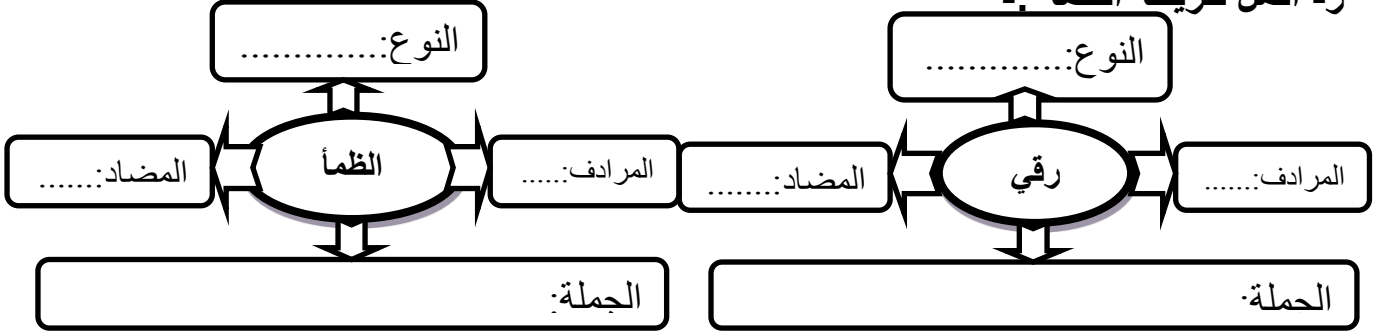 النوع:.............
النوع:.............
المرادف:......
رقي
المضاد:.......
المرادف:.....
الظمأ
المضاد:......
الجملة:
الجملة: